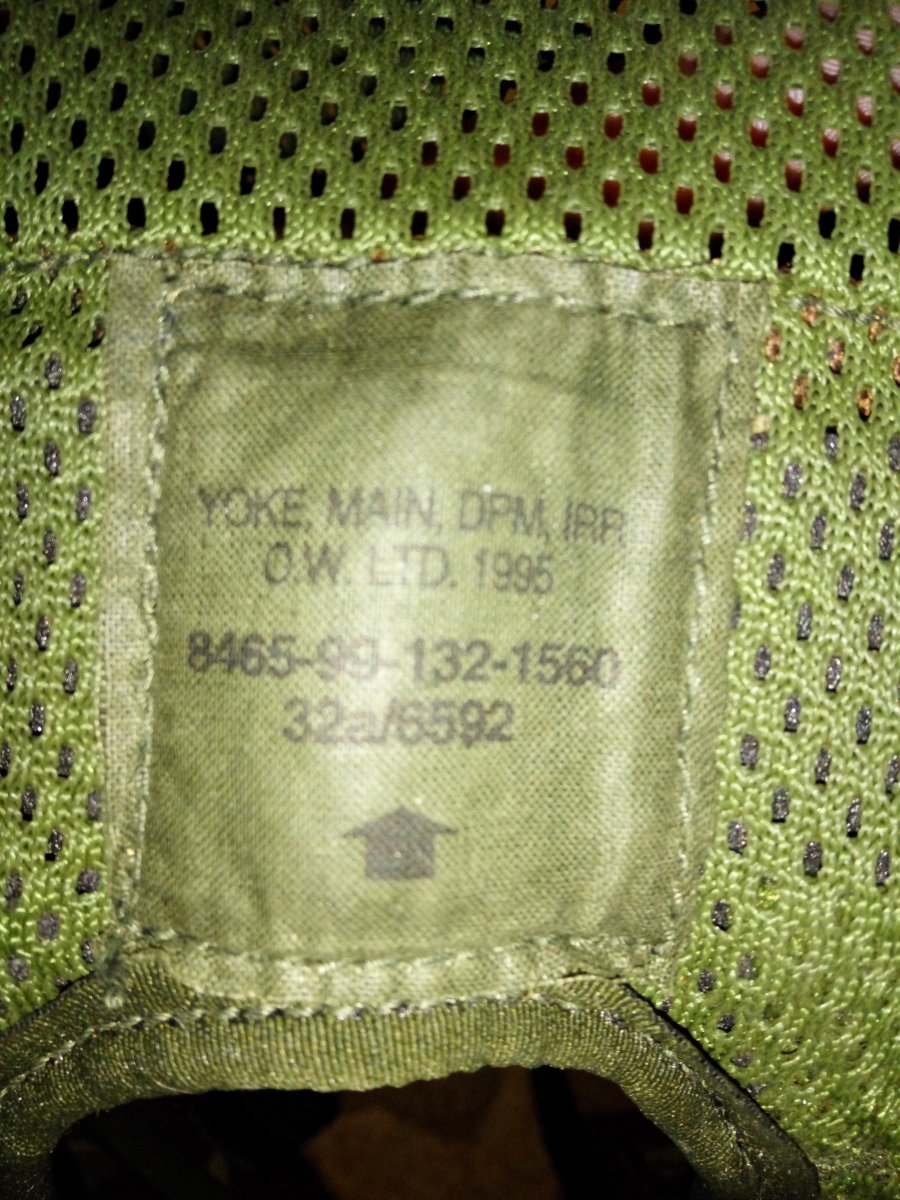 YOKE, MAIN, DPM, IRR
O.W. LTD. 1995
8465-99-132-1560
32a/6592